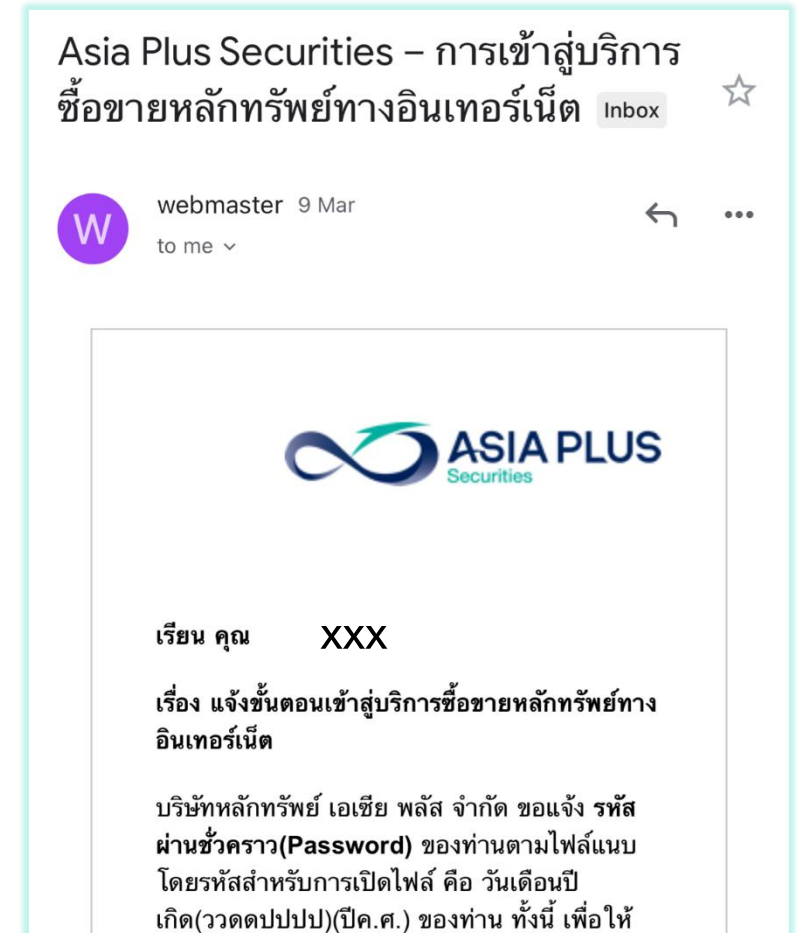 Asia Plus Securities – การเข้าสู่บริการ
ซื้อขายหลักทรัพย์ทางอินเทอร์เน็ต Inbox
W
webmaster 9 Mar
to me
ASIA PLUS
Securities
เรียน คุณ XXX
เรื่อง แจ้งขั้นตอนเข้าสู่บริการซื้อขายหลักทรัพย์ทาง
อินเทอร์เน็ต
บริษัทหลักทรัพย์ เอเซีย พลัส จำกัด ขอแจ้ง รหัส
ผ่านชั่วคราว(Password) ของท่านตามไฟล์แนบ
โดยรหัสสำหรับการเปิดไฟล์ คือ วันเดือนปี
เกิด(ววดดปปปป)(ปีค.ศ.) ของท่าน ทั้งนี้ เพื่อให้